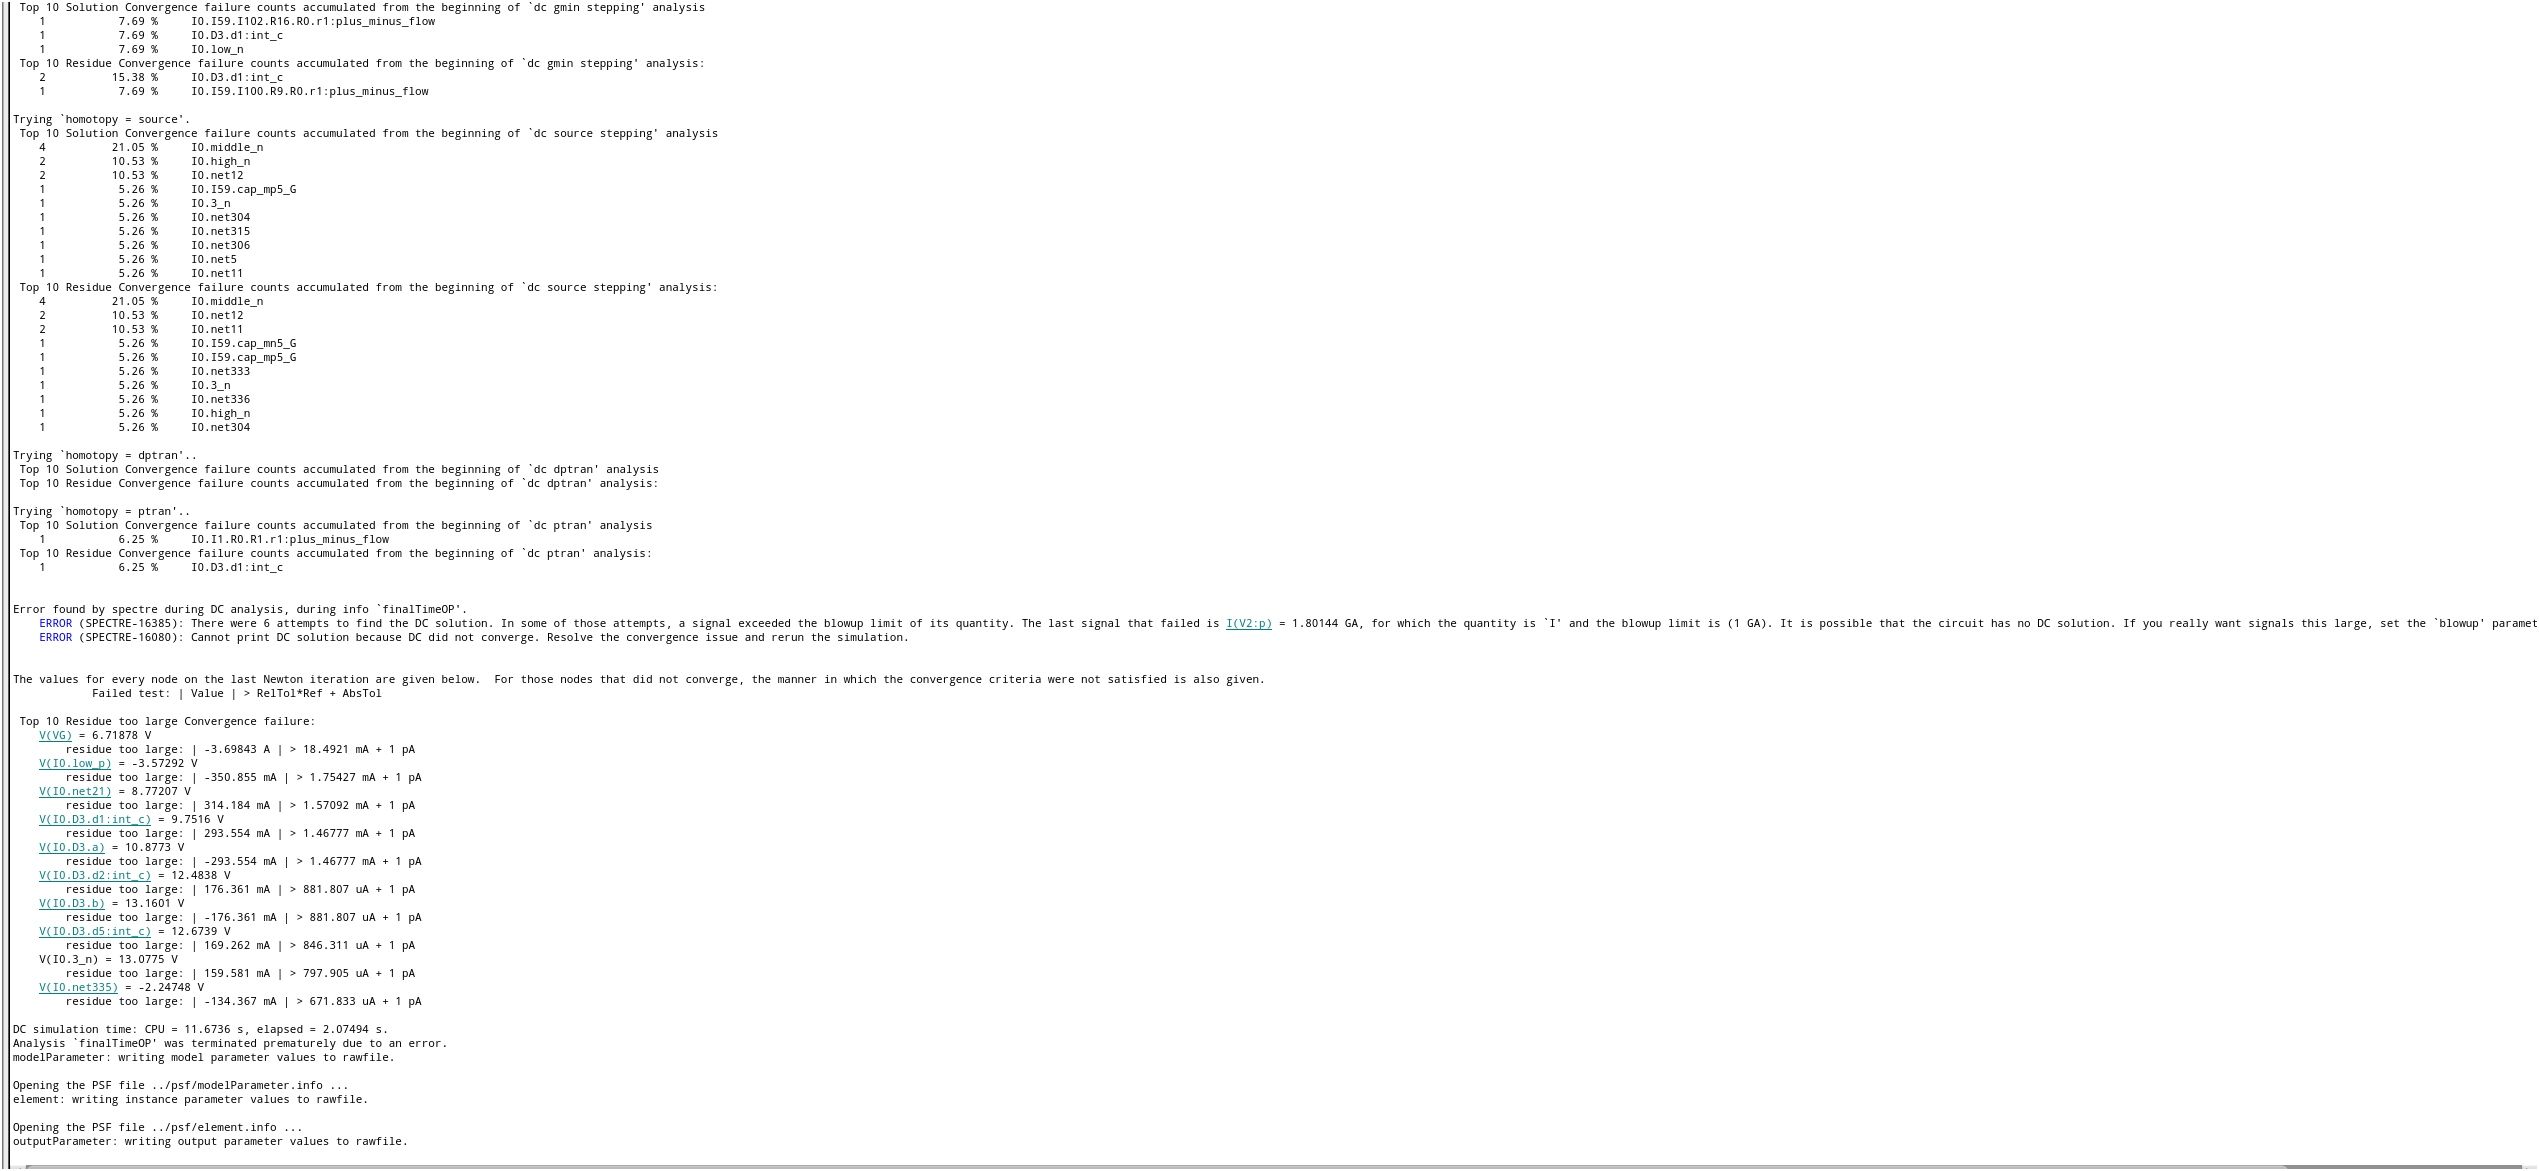 Top 10 Solution Convergence failure counts accumulated from the beginning of `dc gmin stepping' analysis
1 7.69 % I0.I59.I102.R16.R0.r1:plus_minus_flow
1 7.69 % I0.D3.d1:int_c
1 7.69 % I0.low_n
Top 10 Residue Convergence failure counts accumulated from the beginning of `dc gmin stepping' analysis:
2 15.38 % I0.D3.d1:int_c
1 7.69 % I0.I59.I100.R9.R0.r1:plus_minus_flow
Trying `homotopy = source'.
Top 10 Solution Convergence failure counts accumulated from the beginning of `dc source stepping' analysis
4 21.05 % I0.middle_n
2 10.53 % I0.high_n
2 10.53 % I0.net12
1 5.26 % I0.I59.cap_mp5_G
1 5.26 % I0.3_n
1 5.26 % I0.net304
1 5.26 % I0.net315
1 5.26 % I0.net306
1 5.26 % I0.net5
1 5.26 % I0.net11
Top 10 Residue Convergence failure counts accumulated from the beginning of `dc source stepping' analysis:
4 21.05 % I0.middle_n
2 10.53 % I0.net12
2 10.53 % I0.net11
1 5.26 % I0.I59.cap_mn5_G
1 5.26 % I0.I59.cap_mp5_G
1 5.26 % I0.net333
1 5.26 % I0.3_n
1 5.26 % I0.net336
1 5.26 % I0.high_n
1 5.26 % I0.net304
Trying `homotopy = dptran'..
Top 10 Solution Convergence failure counts accumulated from the beginning of `dc dptran' analysis
Top 10 Residue Convergence failure counts accumulated from the beginning of `dc dptran' analysis:
Trying `homotopy = ptran'..
Top 10 Solution Convergence failure counts accumulated from the beginning of `dc ptran' analysis
1 6.25 % I0.I1.R0.R1.r1:plus_minus_flow
Top 10 Residue Convergence failure counts accumulated from the beginning of `dc ptran' analysis:
1 6.25 % I0.D3.d1:int_c
Error found by spectre during DC analysis, during info `finalTimeOP'.
ERROR (SPECTRE-16385): There were 6 attempts to find the DC solution. In some of those attempts, a signal exceeded the blowup limit of its quantity. The last signal that failed is I(V2:p) = 1.80144 GA, for which the quantity is `I' and the blowup limit is (1 GA). It is possible that the circuit has no DC solution. If you really want signals this large, set the `blowup' paramet
ERROR (SPECTRE-16080): Cannot print DC solution because DC did not converge. Resolve the convergence issue and rerun the simulation.
The values for every node on the last Newton iteration are given below.  For those nodes that did not converge, the manner in which the convergence criteria were not satisfied is also given.
Failed test: | Value | > RelTol*Ref + AbsTol
Top 10 Residue too large Convergence failure:
V(VG) = 6.71878 V
residue too large: | -3.69843 A | > 18.4921 mA + 1 pA
V(I0.low_p) = -3.57292 V
residue too large: | -350.855 mA | > 1.75427 mA + 1 pA
V(I0.net21) = 8.77207 V
residue too large: | 314.184 mA | > 1.57092 mA + 1 pA
V(I0.D3.d1:int_c) = 9.7516 V
residue too large: | 293.554 mA | > 1.46777 mA + 1 pA
V(I0.D3.a) = 10.8773 V
residue too large: | -293.554 mA | > 1.46777 mA + 1 pA
V(I0.D3.d2:int_c) = 12.4838 V
residue too large: | 176.361 mA | > 881.807 uA + 1 pA
V(I0.D3.b) = 13.1601 V
residue too large: | -176.361 mA | > 881.807 uA + 1 pA
V(I0.D3.d5:int_c) = 12.6739 V
residue too large: | 169.262 mA | > 846.311 uA + 1 pA
V(I0.3_n) = 13.0775 V
residue too large: | 159.581 mA | > 797.905 uA + 1 pA
V(I0.net335) = -2.24748 V
residue too large: | -134.367 mA | > 671.833 uA + 1 pA
DC simulation time: CPU = 11.6736 s, elapsed = 2.07494 s.
Analysis `finalTimeOP' was terminated prematurely due to an error.
modelParameter: writing model parameter values to rawfile.
Opening the PSF file ../psf/modelParameter.info ...
element: writing instance parameter values to rawfile.
Opening the PSF file ../psf/element.info ...
outputParameter: writing output parameter values to rawfile.